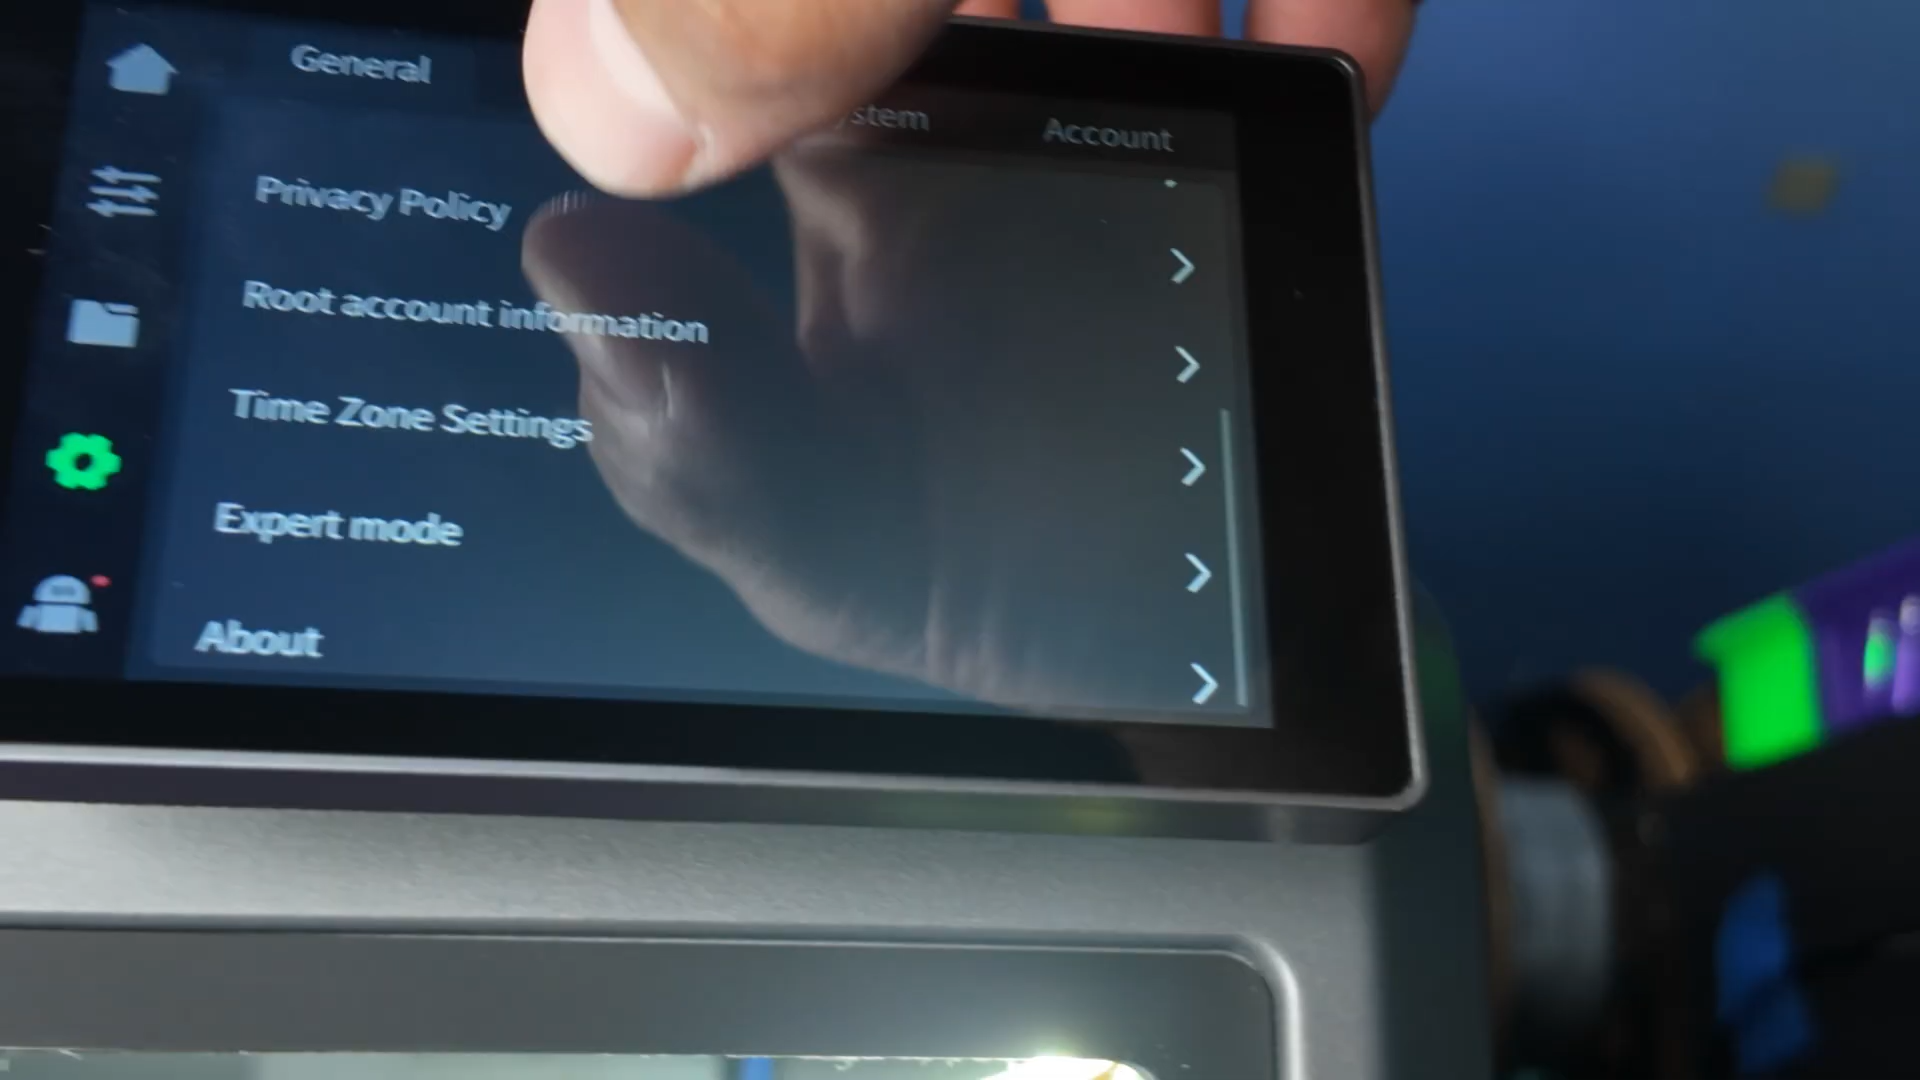 General
Account
Privacy Policy
Root account information
Time Zone Settings
Expert mode
About